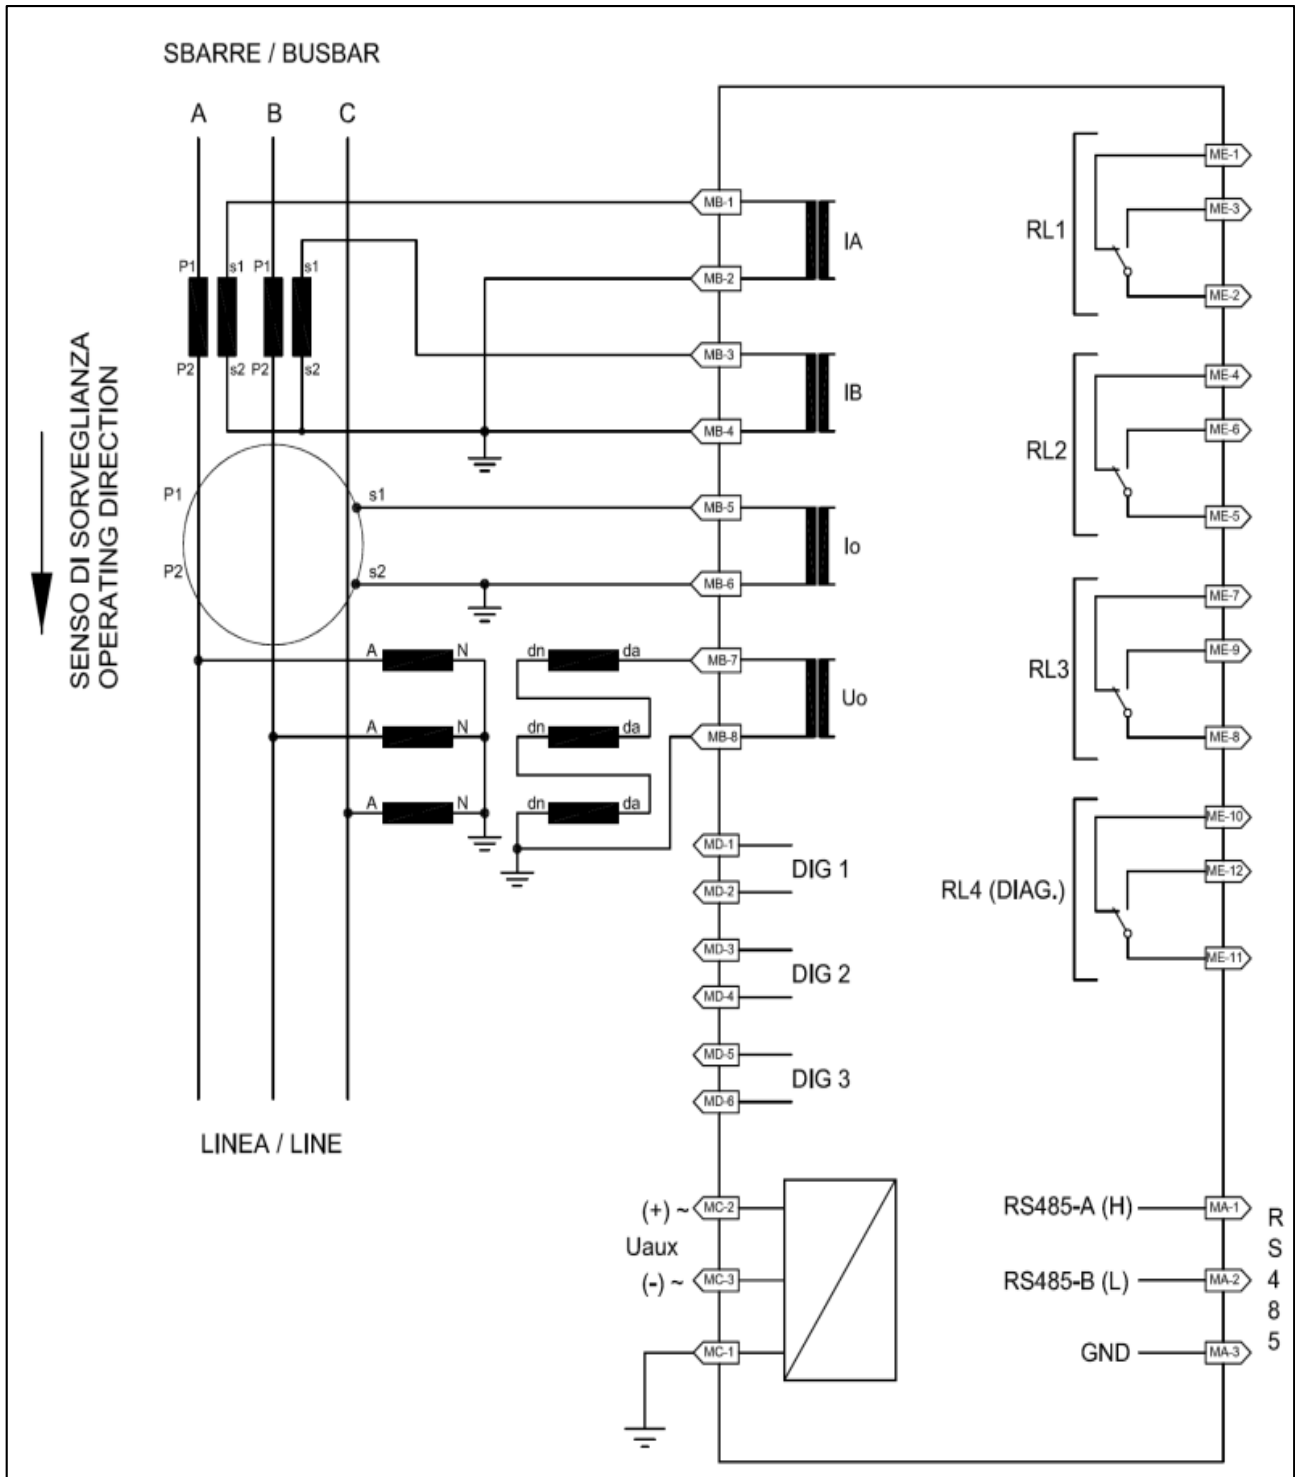 SBARRE / BUSBAR
A B C
SENSO DI SORVEGLIANZA
OPERATING DIRECTION
P1 s1 P1 s1
P2 s2 P2 s2
P1 s1
P2 s2
A N dn da
A N dn da
A N dn da
LINEA / LINE
MB-1
IA
MB-2
MB-3
IB
MB-4
MB-5
Io
MB-6
MB-7
Uo
MB-8
MD-1
DIG 1
MD-2
MD-3
DIG 2
MD-4
MD-5
DIG 3
MD-6
(+) ~ MC-2
Uaux
(-) ~ MC-3
MC-1
ME-1
RL1
ME-3
ME-2
ME-4
RL2
ME-6
ME-5
ME-7
RL3
ME-9
ME-8
ME-10
RL4 (DIAG.)
ME-12
ME-11
RS485-A (H) MA-1
RS485-B (L) MA-2
GND MA-3
RS485